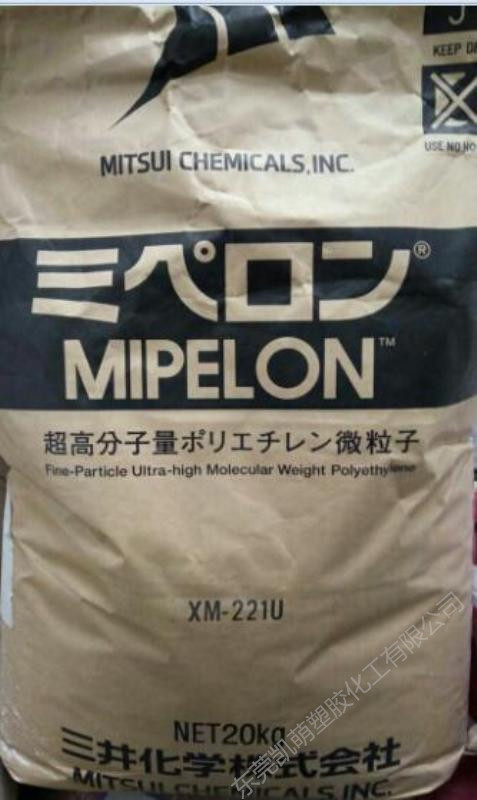 KEEP
MITSUI CHEMICALS, INC.
USE NO
ミペロン®
MIPELON™
超高分子量ポリエチレン微粒子
Fine-Particle Ultra-high Molecular Weight Polyethylene
XM-221U
NET20kg
三井化学株式会社
MITSUI CHEMICALS, INC.
东莞凯萌塑胶化工有限公司